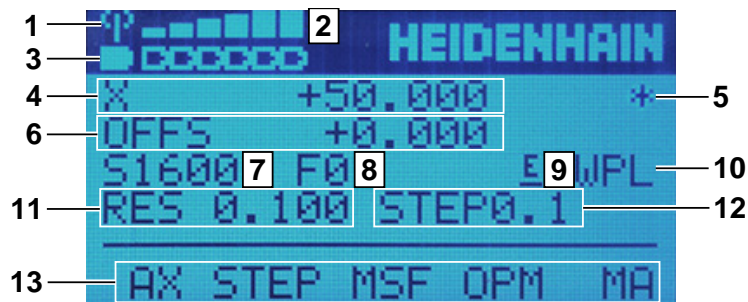 1 2 HEIDENHAIN
3
4 X +50.000 * 5
6 OFFS +0.000
S1600 7 F0 8 E 9 WPL 10
11 RES 0.100 STEP0.1 12
13 AX STEP MSF OPM MA